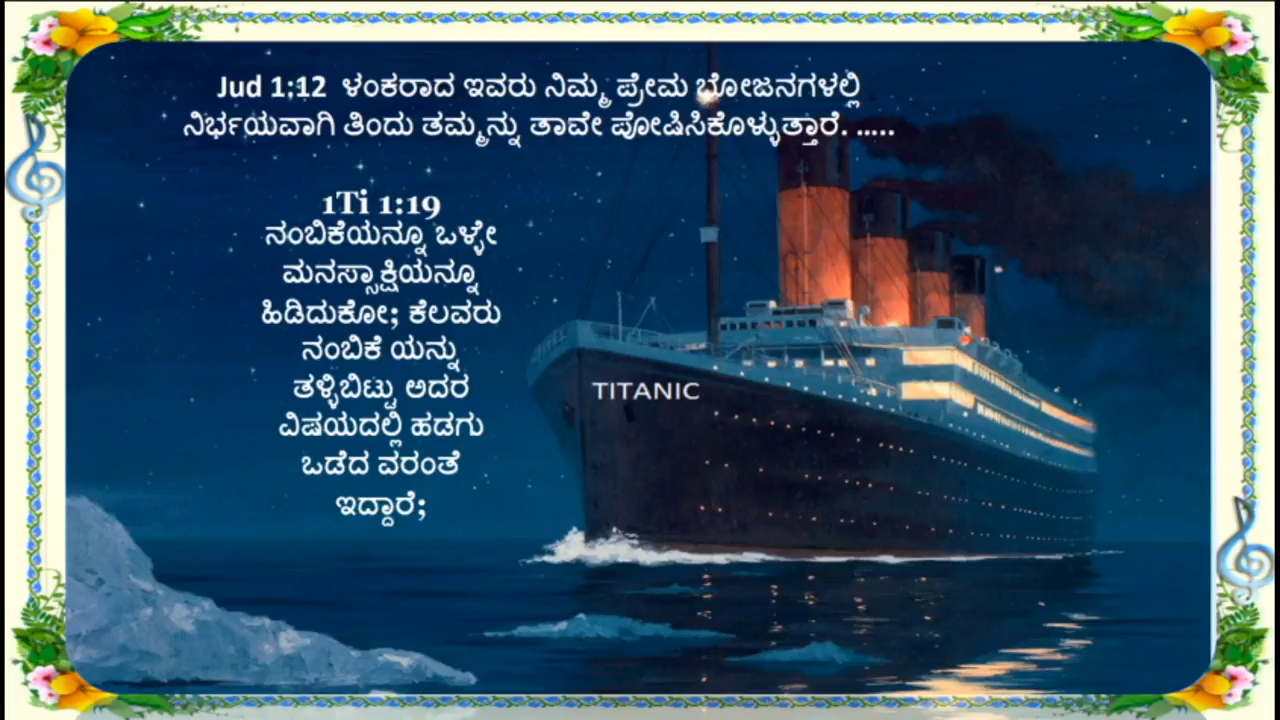 Jud 1:12 ಳಂಕರಾದ ಇವರು ನಿಮ್ಮ ಪ್ರೇಮ ಭೋಜನಗಳಲ್ಲಿ
ನಿರ್ಭಯವಾಗಿ ತಿಂದು ತಮ್ಮನ್ನು ತಾವೇ ಪೋಷಿಸಿಕೊಳ್ಳುತ್ತಾರೆ. .....
1Ti 1:19
ನಂಬಿಕೆಯನ್ನೂ ಒಳ್ಳೇ
ಮನಸ್ಸಾಕ್ಷಿಯನ್ನೂ
ಹಿಡಿದುಕೋ; ಕೆಲವರು
ನಂಬಿಕೆ ಯನ್ನು
ತಳ್ಳಿಬಿಟ್ಟು ಅದರ
ವಿಷಯದಲ್ಲಿ ಹಡಗು
ಒಡೆದ ವರಂತೆ
ಇದ್ದಾರೆ;
TITANIC